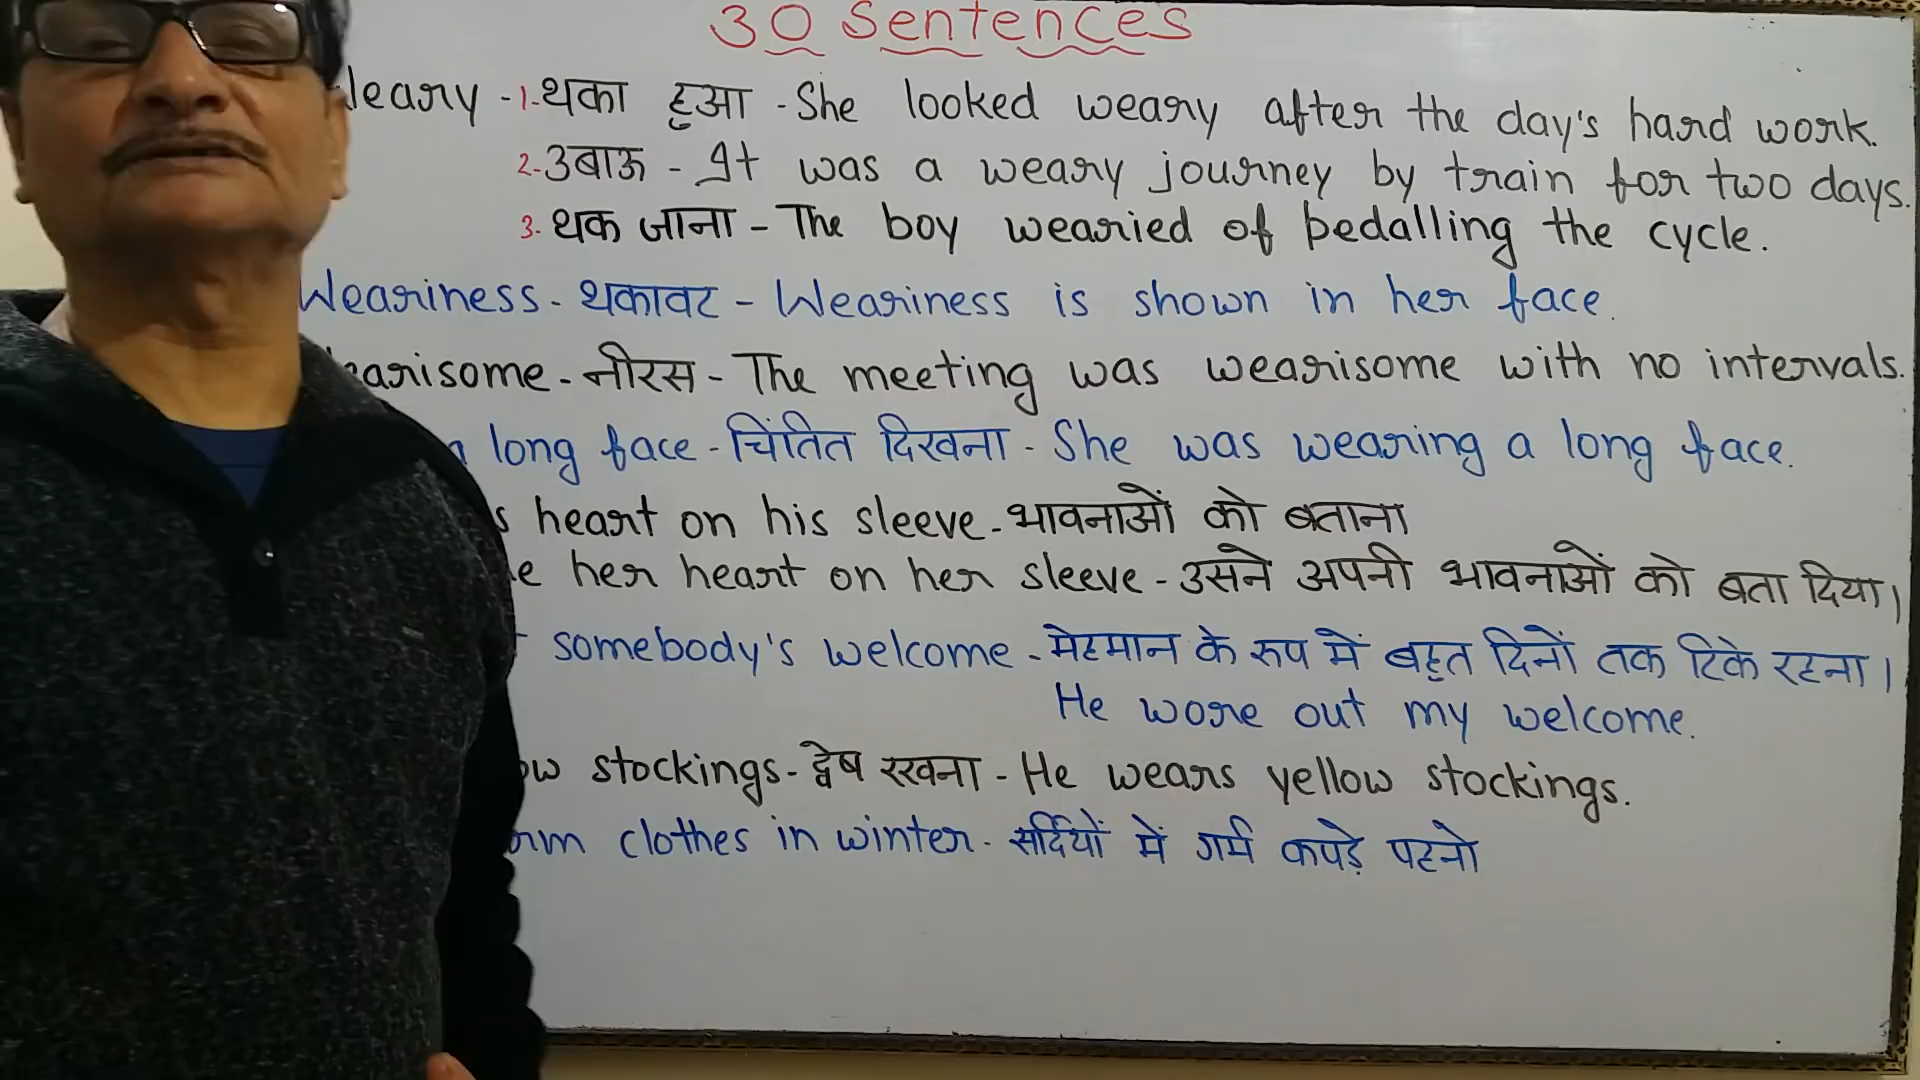 30 Sentences
-1-थका हुआ - She looked weary after the day's hard work.
2-उबाऊ - It was a weary journey by train for two days.
3-थक जाना - The boy wearied of pedalling the cycle.
Weariness - थकावट - Weariness is shown in her face.
- नीरस - The meeting was wearisome with no intervals.
long face - चिंतित दिखना - She was wearing a long face.
heart on his sleeve - भावनाओं को बताना
her heart on her sleeve - उसने अपनी भावनाओं को बता दिया।
somebody's welcome - मेहमान के रूप में बहुत दिनों तक टिके रहना।
He wore out my welcome.
stockings - द्वेष रखना - He wears yellow stockings.
clothes in winter - सर्दियों में गर्म कपड़े पहनो